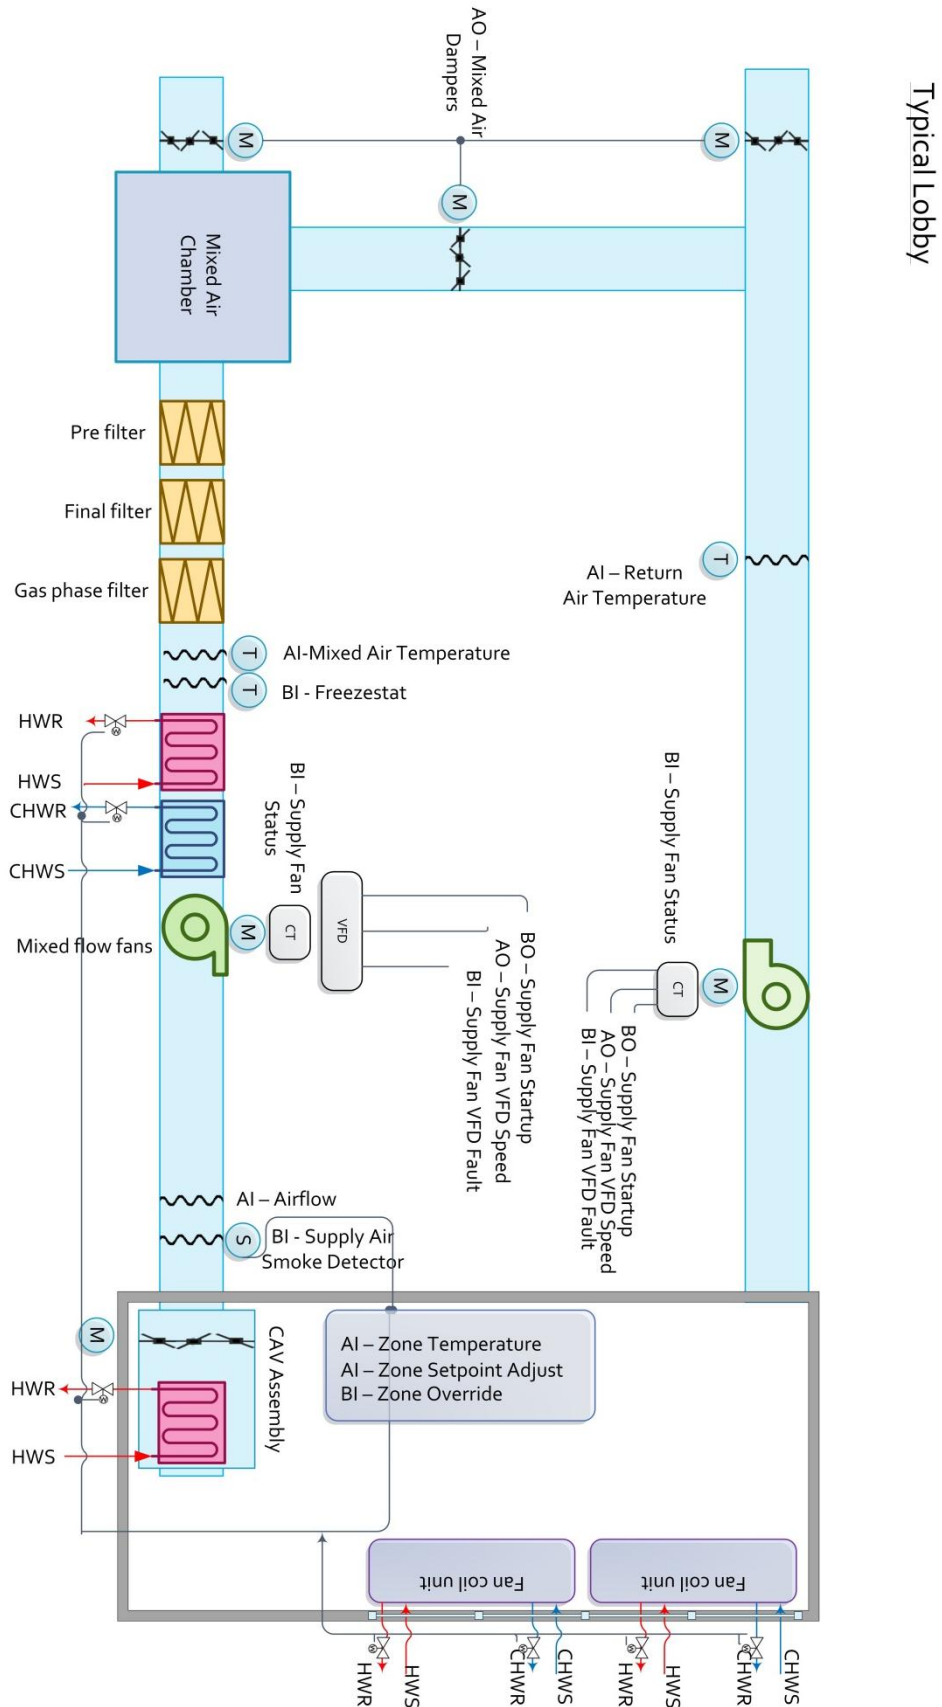 Typical Lobby
AO – Mixed Air
Dampers
M
M
M
Mixed Air
Chamber
Pre filter
Final filter
Gas phase filter
T
AI – Return
Air Temperature
T
AI-Mixed Air Temperature
T
BI - Freezestat
HWR
HWS
CHWR
CHWS
M
M
Mixed flow fans
M
CT
BI – Supply Fan
Status
VFD
BO – Supply Fan Startup
AO – Supply Fan VFD Speed
BI – Supply Fan VFD Fault
BI – Supply Fan Status
M
CT
BO – Supply Fan Startup
AO – Supply Fan VFD Speed
BI – Supply Fan VFD Fault
AI – Airflow
S
BI - Supply Air
Smoke Detector
M
CAV Assembly
HWR
M
HWS
AI – Zone Temperature
AI – Zone Setpoint Adjust
BI – Zone Override
Fan coil unit
Fan coil unit
M
M
M
M
HWR
HWS
CHWR
CHWS
HWR
HWS
CHWR
CHWS